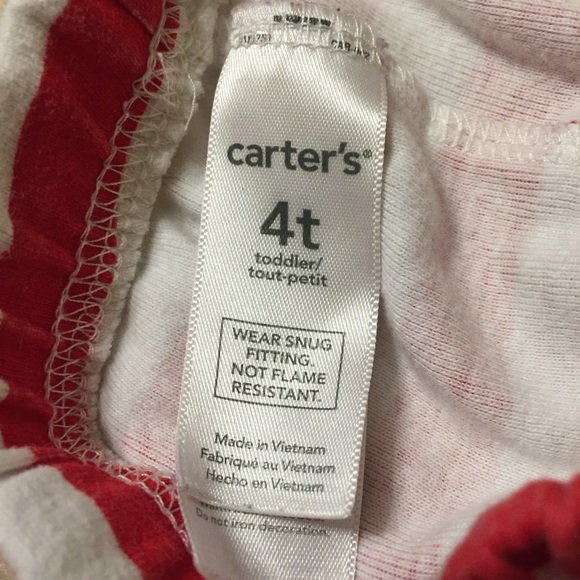 carter's®
4t
toddler/
tout-petit
WEAR SNUG
FITTING.
NOT FLAME
RESISTANT.
Made in Vietnam
Fabriqué au Vietnam
Hecho en Vietnam
Do not iron decoration.